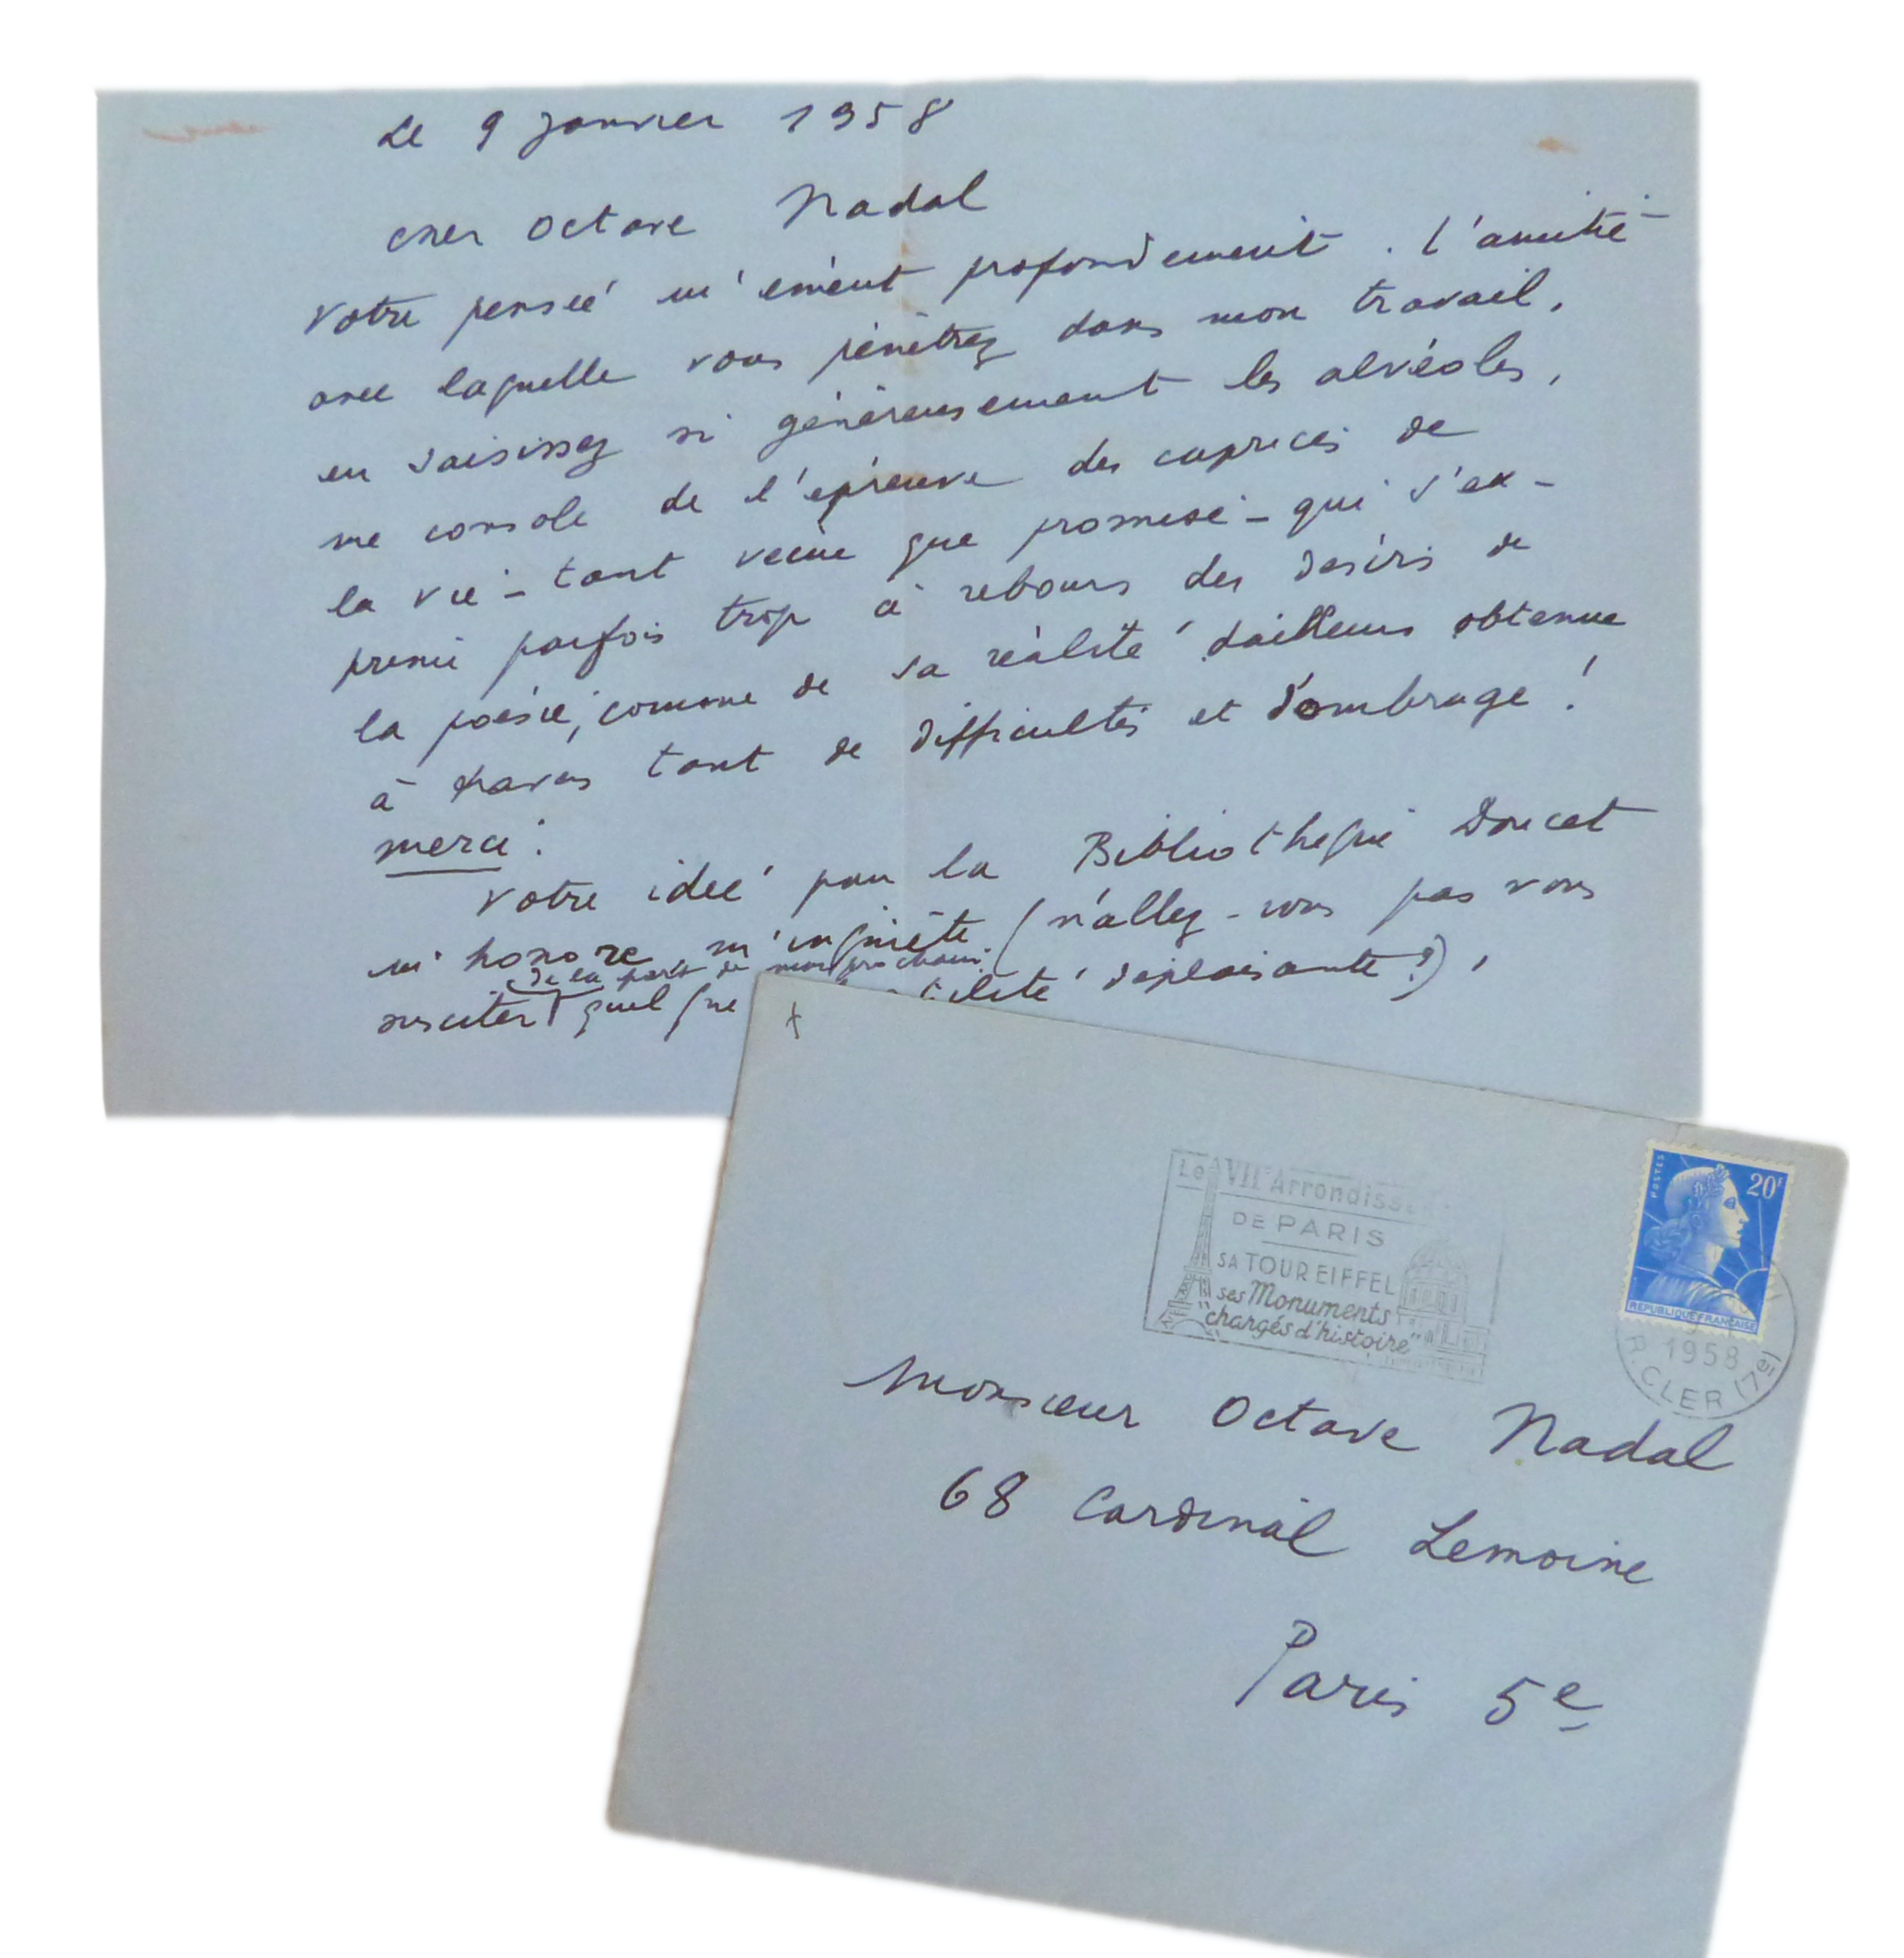 Le 9 janvier 1958
cher Octave Nadal
Votre pensée m'émeut profondément. L'amitié
avec laquelle vous pénétrez dans mon travail,
en saisissez si généreusement les alvéoles,
me console de l'épreuve des caprices de
la vie - tant vécue que promise - qui s'ex-
prime parfois trop à rebours des désirs de
la poésie, comme de sa réalité d'ailleurs obtenue
à travers tant de difficultés et d'ombrage !
merci !
Votre idée pour la Bibliothèque Doucet
m'honore, m'inquiète (n'allez-vous pas vous
de la part de mon prochain
susciter quelque hostilité déplaisante ?),
Le VIIe Arrondiss
DE PARIS
SA TOUR EIFFEL
ses Monuments
"chargés d'histoire"
POSTES
20F
REPUBLIQUE FRANÇAISE
1958
R. CLER (7e)
Monsieur Octave Nadal
68 Cardinal Lemoine
Paris 5e